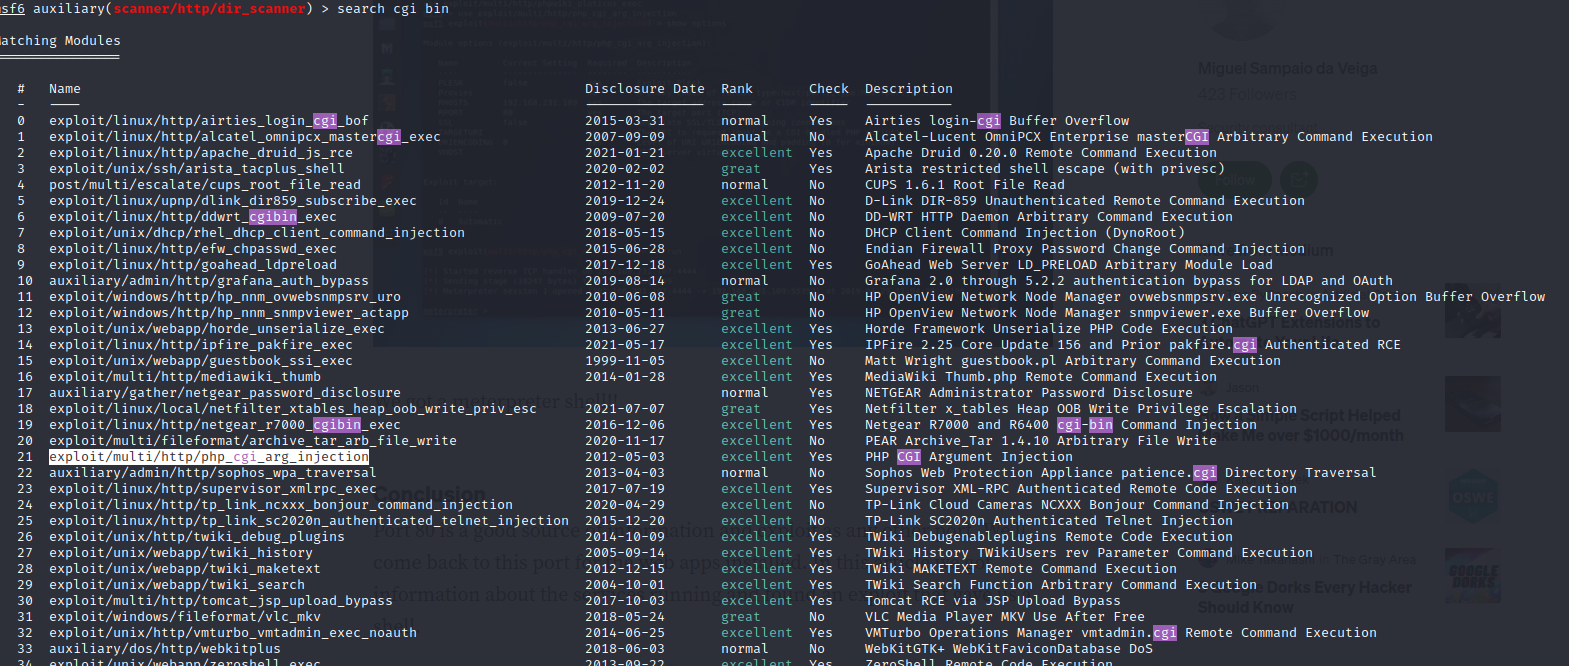 msf6 auxiliary(scanner/http/dir_scanner) > search cgi bin
Matching Modules
# Name Disclosure Date Rank Check Description
- ---- --------------- ---- ----- -----------
0 exploit/linux/http/airties_login_cgi_bof 2015-03-31 normal Yes Airties login-cgi Buffer Overflow
1 exploit/linux/http/alcatel_omnipcx_mastercgi_exec 2007-09-09 manual No Alcatel-Lucent OmniPCX Enterprise masterCGI Arbitrary Command Execution
2 exploit/linux/http/apache_druid_js_rce 2021-01-21 excellent Yes Apache Druid 0.20.0 Remote Command Execution
3 exploit/unix/ssh/arista_tacplus_shell 2020-02-02 great Yes Arista restricted shell escape (with privesc)
4 post/multi/escalate/cups_root_file_read 2012-11-20 normal No CUPS 1.6.1 Root File Read
5 exploit/linux/upnp/dlink_dir859_subscribe_exec 2019-12-24 excellent No D-Link DIR-859 Unauthenticated Remote Command Execution
6 exploit/linux/http/ddwrt_cgibin_exec 2009-07-20 excellent No DD-WRT HTTP Daemon Arbitrary Command Execution
7 exploit/unix/dhcp/rhel_dhcp_client_command_injection 2018-05-15 excellent No DHCP Client Command Injection (DynoRoot)
8 exploit/linux/http/efw_chpasswd_exec 2015-06-28 excellent No Endian Firewall Proxy Password Change Command Injection
9 exploit/linux/http/goahead_ldpreload 2017-12-18 excellent Yes GoAhead Web Server LD_PRELOAD Arbitrary Module Load
10 auxiliary/admin/http/grafana_auth_bypass 2019-08-14 normal No Grafana 2.0 through 5.2.2 authentication bypass for LDAP and OAuth
11 exploit/windows/http/hp_nnm_ovwebsnmpsrv_uro 2010-06-08 great No HP OpenView Network Node Manager ovwebsnmpsrv.exe Unrecognized Option Buffer Overflow
12 exploit/windows/http/hp_nnm_snmpviewer_actapp 2010-05-11 great No HP OpenView Network Node Manager snmpviewer.exe Buffer Overflow
13 exploit/unix/webapp/horde_unserialize_exec 2013-06-27 excellent Yes Horde Framework Unserialize PHP Code Execution
14 exploit/linux/http/ipfire_pakfire_exec 2021-05-17 excellent Yes IPFire 2.25 Core Update 156 and Prior pakfire.cgi Authenticated RCE
15 exploit/unix/webapp/guestbook_ssi_exec 1999-11-05 excellent No Matt Wright guestbook.pl Arbitrary Command Execution
16 exploit/multi/http/mediawiki_thumb 2014-01-28 excellent Yes MediaWiki Thumb.php Remote Command Execution
17 auxiliary/gather/netgear_password_disclosure normal Yes NETGEAR Administrator Password Disclosure
18 exploit/linux/local/netfilter_xtables_heap_oob_write_priv_esc 2021-07-07 great Yes Netfilter x_tables Heap OOB Write Privilege Escalation
19 exploit/linux/http/netgear_r7000_cgibin_exec 2016-12-06 excellent Yes Netgear R7000 and R6400 cgi-bin Command Injection
20 exploit/multi/fileformat/archive_tar_arb_file_write 2020-11-17 excellent No PEAR Archive_Tar 1.4.10 Arbitrary File Write
21 exploit/multi/http/php_cgi_arg_injection 2012-05-03 excellent Yes PHP CGI Argument Injection
22 auxiliary/admin/http/sophos_wpa_traversal 2013-04-03 normal No Sophos Web Protection Appliance patience.cgi Directory Traversal
23 exploit/linux/http/supervisor_xmlrpc_exec 2017-07-19 excellent Yes Supervisor XML-RPC Authenticated Remote Code Execution
24 exploit/linux/http/tp_link_ncxxx_bonjour_command_injection 2020-04-29 excellent No TP-Link Cloud Cameras NCXXX Bonjour Command Injection
25 exploit/linux/http/tp_link_sc2020n_authenticated_telnet_injection 2015-12-20 excellent No TP-Link SC2020n Authenticated Telnet Injection
26 exploit/unix/http/twiki_debug_plugins 2014-10-09 excellent Yes TWiki Debugenableplugins Remote Code Execution
27 exploit/unix/webapp/twiki_history 2005-09-14 excellent Yes TWiki History TWikiUsers rev Parameter Command Execution
28 exploit/unix/webapp/twiki_maketext 2012-12-15 excellent Yes TWiki MAKETEXT Remote Command Execution
29 exploit/unix/webapp/twiki_search 2004-10-01 excellent Yes TWiki Search Function Arbitrary Command Execution
30 exploit/multi/http/tomcat_jsp_upload_bypass 2017-10-03 excellent Yes Tomcat RCE via JSP Upload Bypass
31 exploit/windows/fileformat/vlc_mkv 2018-05-24 great No VLC Media Player MKV Use After Free
32 exploit/unix/http/vmturbo_vmtadmin_exec_noauth 2014-06-25 excellent Yes VMTurbo Operations Manager vmtadmin.cgi Remote Command Execution
33 auxiliary/dos/http/webkitplus 2018-06-03 normal No WebKitGTK+ WebKitFaviconDatabase DoS
34 exploit/unix/webapp/zeroshell_exec 2013-09-22 excellent Yes ZeroShell Remote Code Execution
Miguel Sampaio da Veiga
423 Followers
Follow
Conclusion